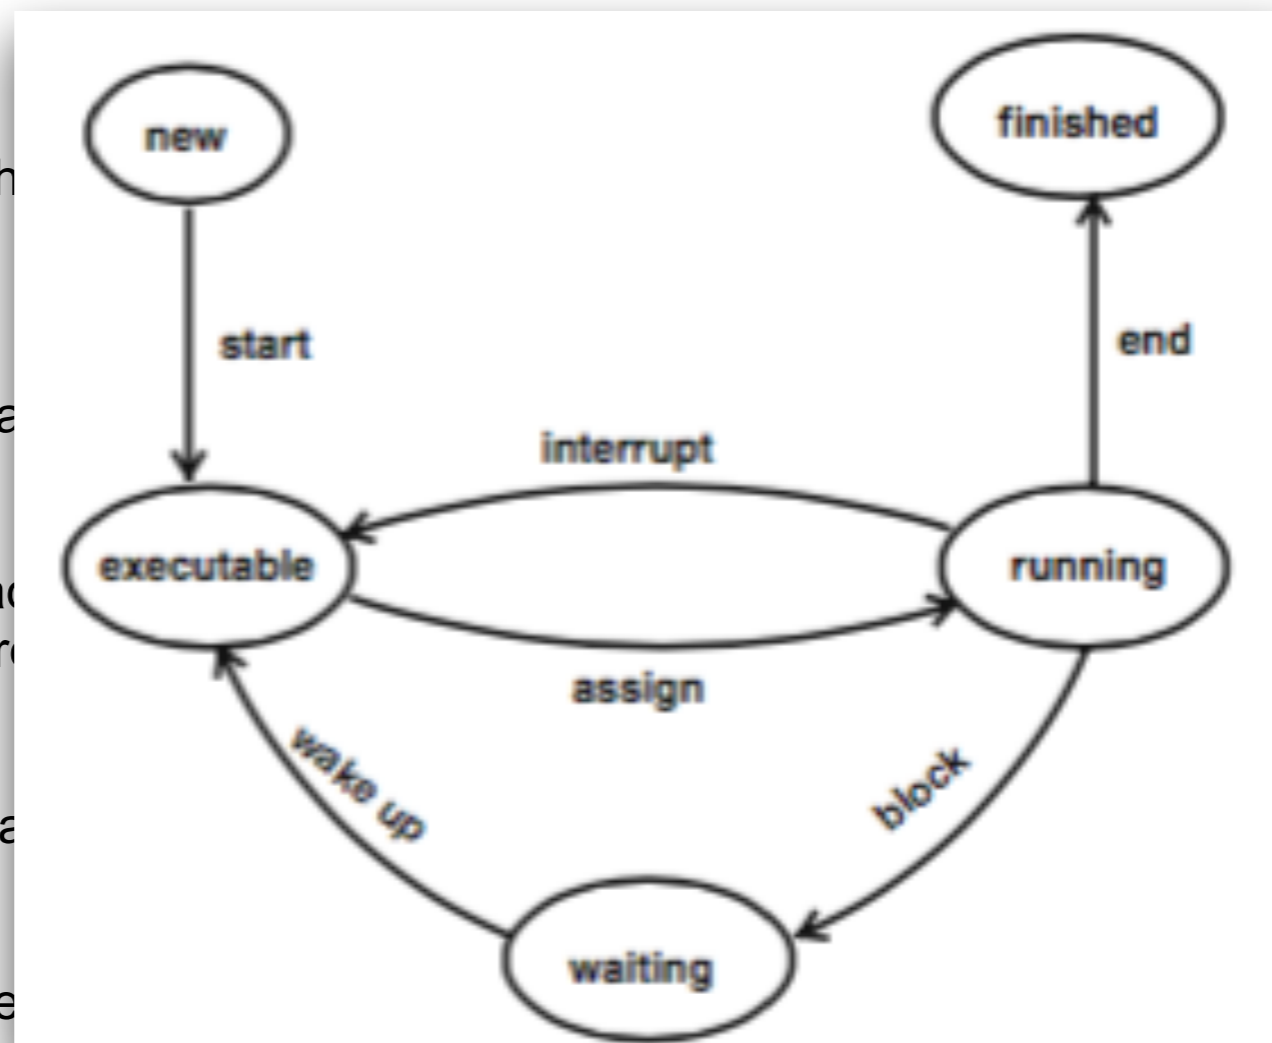 new
finished
start
end
interrupt
executable
running
assign
wake up
block
waiting